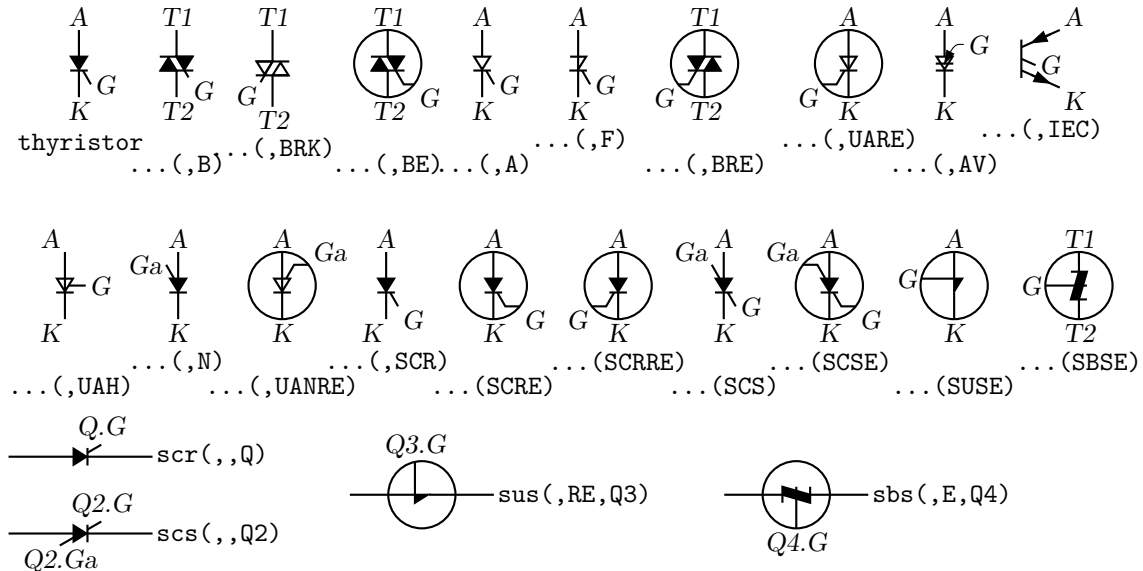 A T1 T1 T1 A A T1 A A A
G G G G G G G G G G
K T2 T2 T2 K K T2 K K K
thyristor ...(,B) ...(,BRK) ...(,BE) ...(,A) ...(,F) ...(,BRE) ...(,UARE) ...(,AV) ...(,IEC)
A A A A A A A A A T1
G Ga Ga G G G Ga G Ga G G G
K K K K K K K K K T2
...(,UAH) ...(,N) ...(,UANRE) ...(,SCR) ...(SCRE) ...(SCRRE) ...(SCS) ...(SCSE) ...(SUSE) ...(SBSE)
Q.G
scr(,,Q)
Q2.G
scs(,,Q2)
Q2.Ga
Q3.G
sus(,RE,Q3)
sbs(,E,Q4)
Q4.G